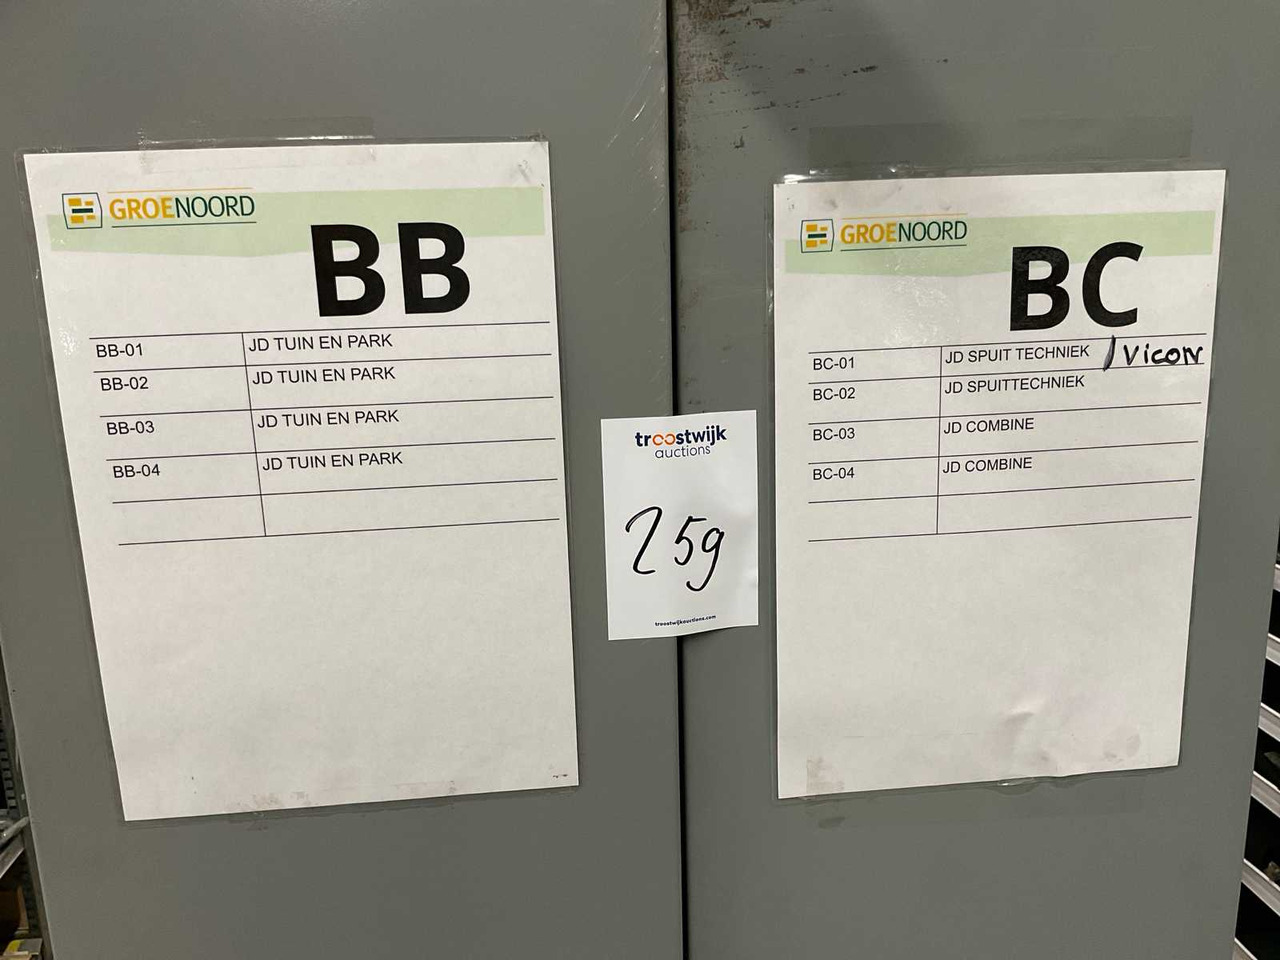 GROENOORD
BB
BB-01 JD TUIN EN PARK
BB-02 JD TUIN EN PARK
BB-03 JD TUIN EN PARK
BB-04 JD TUIN EN PARK
troostwijk
auctions
259
troostwijkauctions.com
GROENOORD
BC
BC-01 JD SPUIT TECHNIEK / Vicon
BC-02 JD SPUITTECHNIEK
BC-03 JD COMBINE
BC-04 JD COMBINE